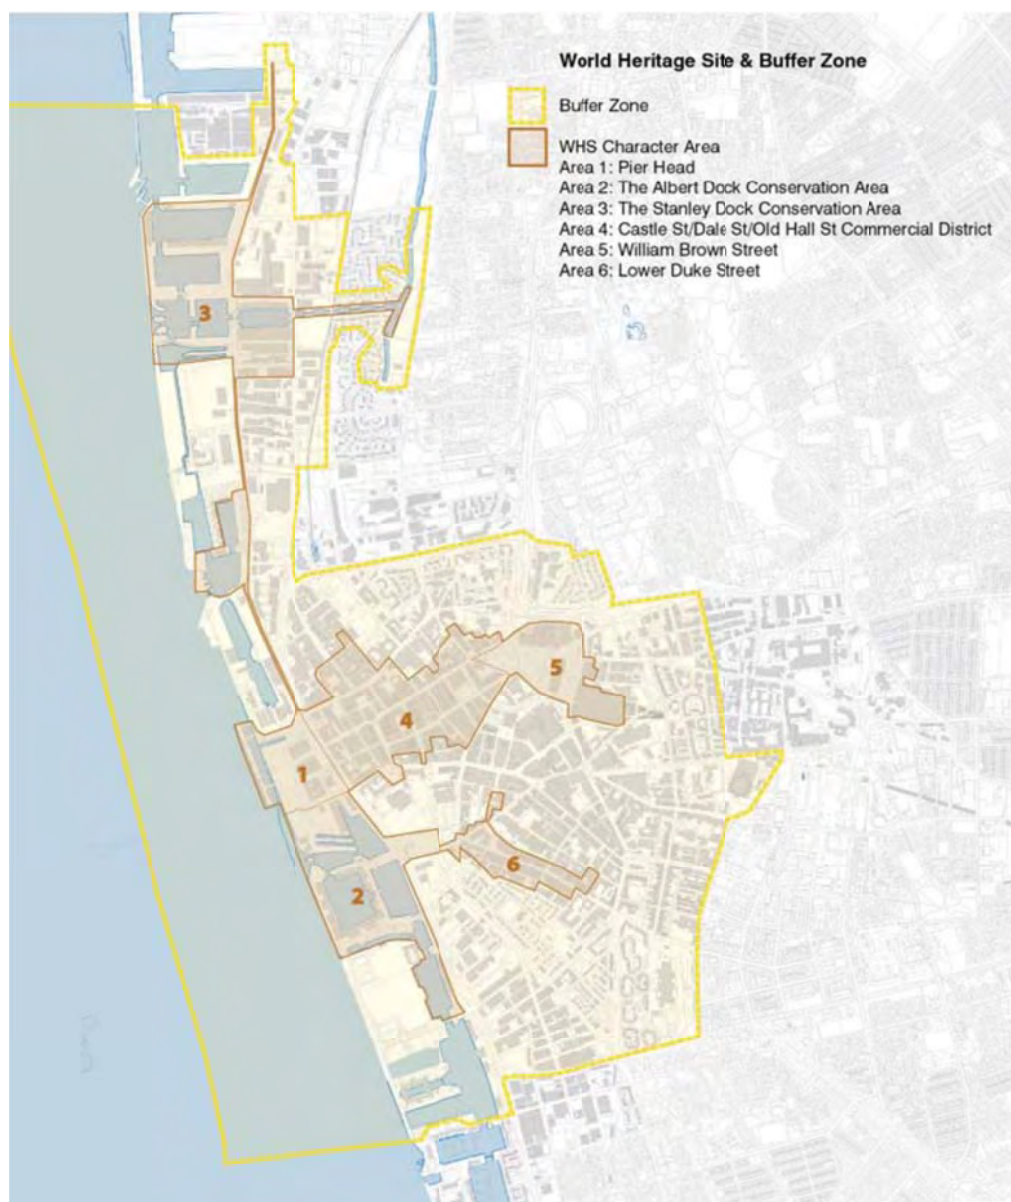 World Heritage Site & Buffer Zone
Buffer Zone
WHS Character Area
Area 1: Pier Head
Area 2: The Albert Dock Conservation Area
Area 3: The Stanley Dock Conservation Area
Area 4: Castle St/Dale St/Old Hall St Commercial District
Area 5: William Brown Street
Area 6: Lower Duke Street
3
5
4
1
6
2